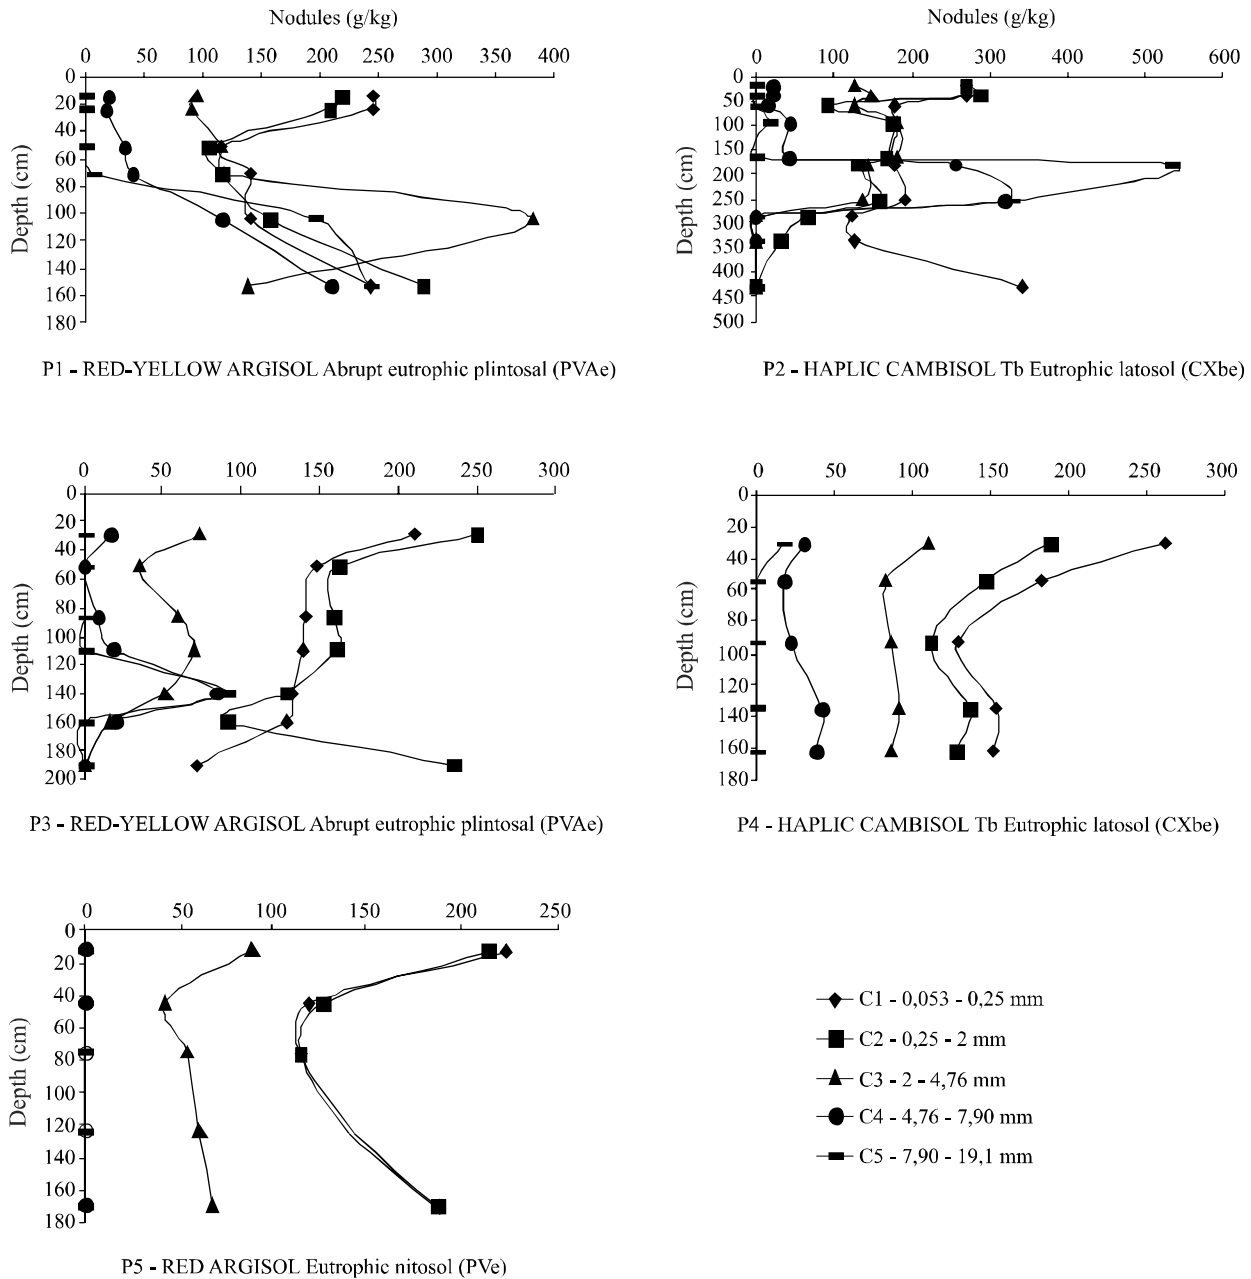 Nodules (g/kg)
0 50 100 150 200 250 300 350 400
Depth (cm)
0
20
40
60
80
100
120
140
160
180
P1 - RED-YELLOW ARGISOL Abrupt eutrophic plintosal (PVAe)
Nodules (g/kg)
0 100 200 300 400 500 600
Depth (cm)
0
50
100
150
200
250
300
350
400
450
500
P2 - HAPLIC CAMBISOL Tb Eutrophic latosol (CXbe)
0 50 100 150 200 250 300
Depth (cm)
0
20
40
60
80
100
110
140
160
180
200
P3 - RED-YELLOW ARGISOL Abrupt eutrophic plintosal (PVAe)
0 50 100 150 200 250 300
Depth (cm)
0
20
40
60
80
100
120
140
160
180
P4 - HAPLIC CAMBISOL Tb Eutrophic latosol (CXbe)
0 50 100 150 200 250
Depth (cm)
0
20
40
60
80
100
120
140
160
180
P5 - RED ARGISOL Eutrophic nitosol (PVe)
C1 - 0,053 - 0,25 mm
C2 - 0,25 - 2 mm
C3 - 2 - 4,76 mm
C4 - 4,76 - 7,90 mm
C5 - 7,90 - 19,1 mm